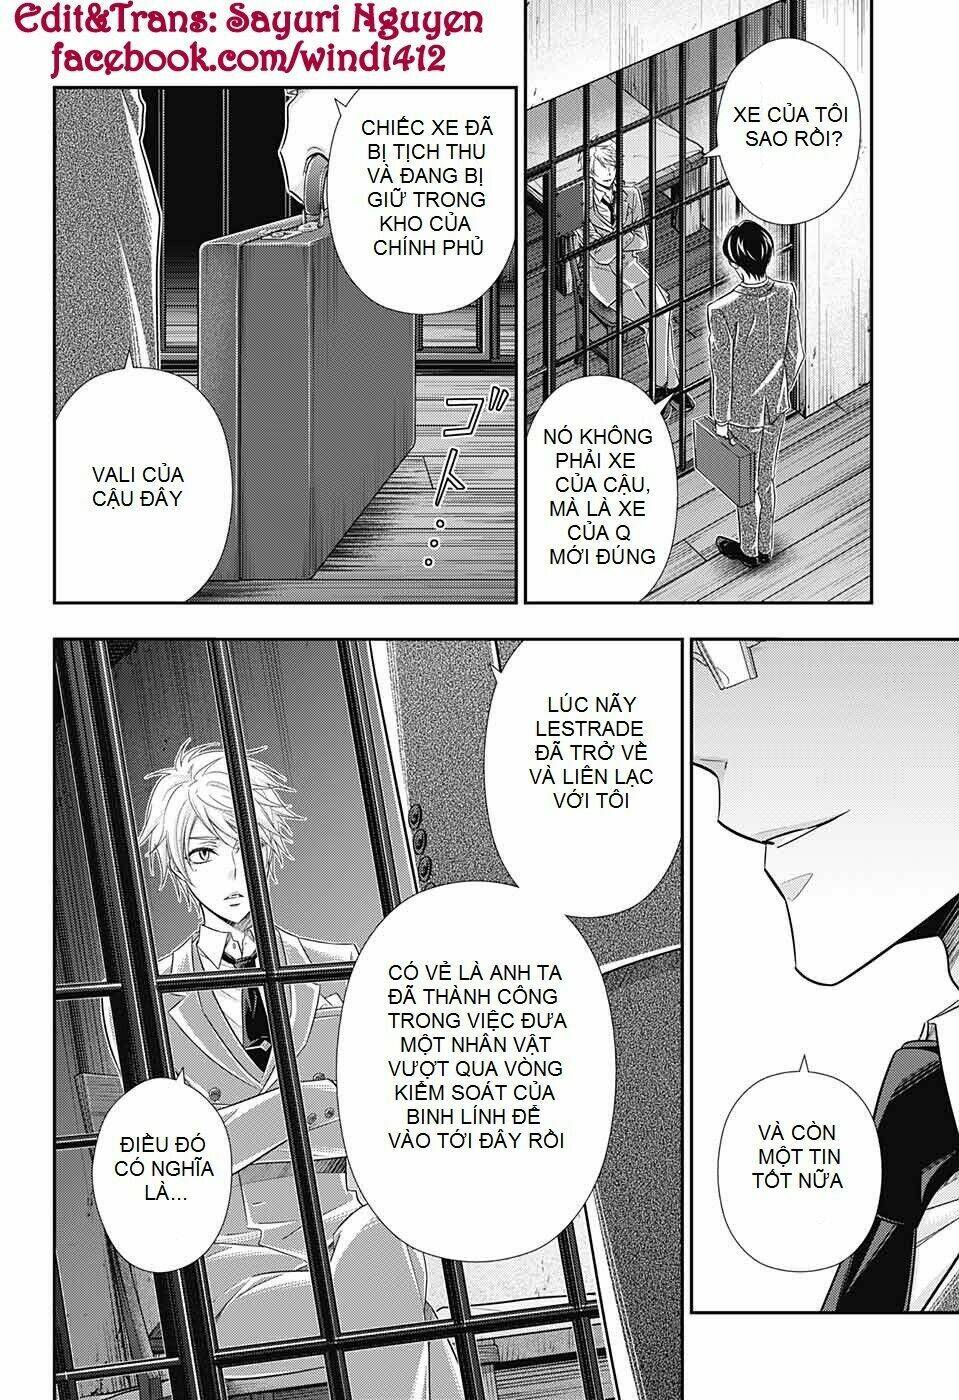 Edit&Trans: Sayuri Nguyen
facebook.com/wind1412
XE CỦA TÔI
SAO RỒI?
NÓ KHÔNG
PHẢI XE
CỦA CẬU,
MÀ LÀ XE
CỦA Q
MỚI ĐÚNG
CHIẾC XE ĐÃ
BỊ TỊCH THU
VÀ ĐANG BỊ
GIỮ TRONG
KHO CỦA
CHÍNH PHỦ
ゴトッ...
VALI CỦA
CẬU ĐÂY
VÀ CÒN
MỘT TIN
TỐT NỮA
LÚC NÃY
LESTRADE
ĐÃ TRỞ VỀ
VÀ LIÊN LẠC
VỚI TÔI
CÓ VẺ LÀ ANH TA
ĐÃ THÀNH CÔNG
TRONG VIỆC ĐƯA
MỘT NHÂN VẬT
VƯỢT QUA VÒNG
KIỂM SOÁT CỦA
BINH LÍNH ĐỂ
VÀO TỚI ĐÂY RỒI
ĐIỀU ĐÓ
CÓ NGHĨA
LÀ...